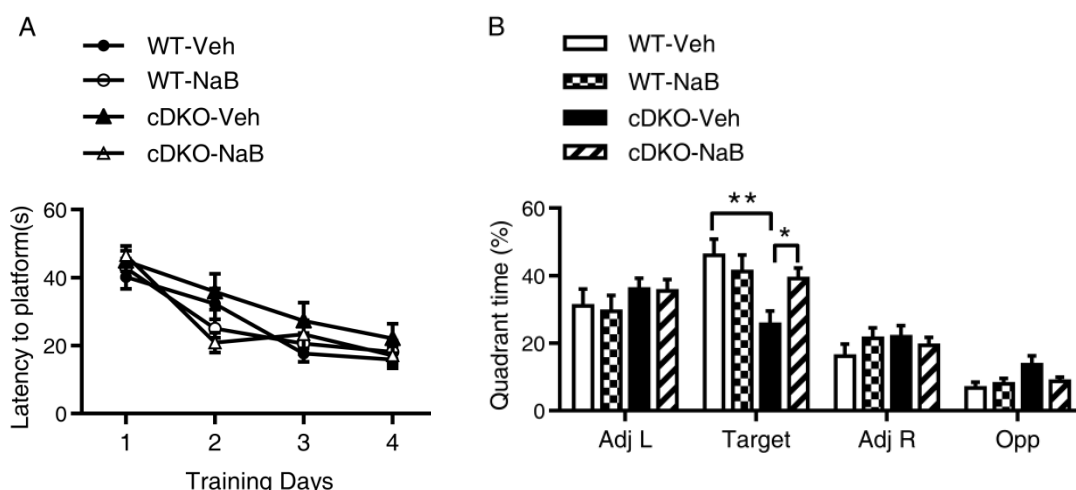 A
WT-Veh
WT-NaB
cDKO-Veh
cDKO-NaB
Latency to platform(s)
60
40
20
0
1 2 3 4
Training Days
B
WT-Veh
WT-NaB
cDKO-Veh
cDKO-NaB
Quadrant time (%)
60
40
20
0
**
*
Adj L Target Adj R Opp